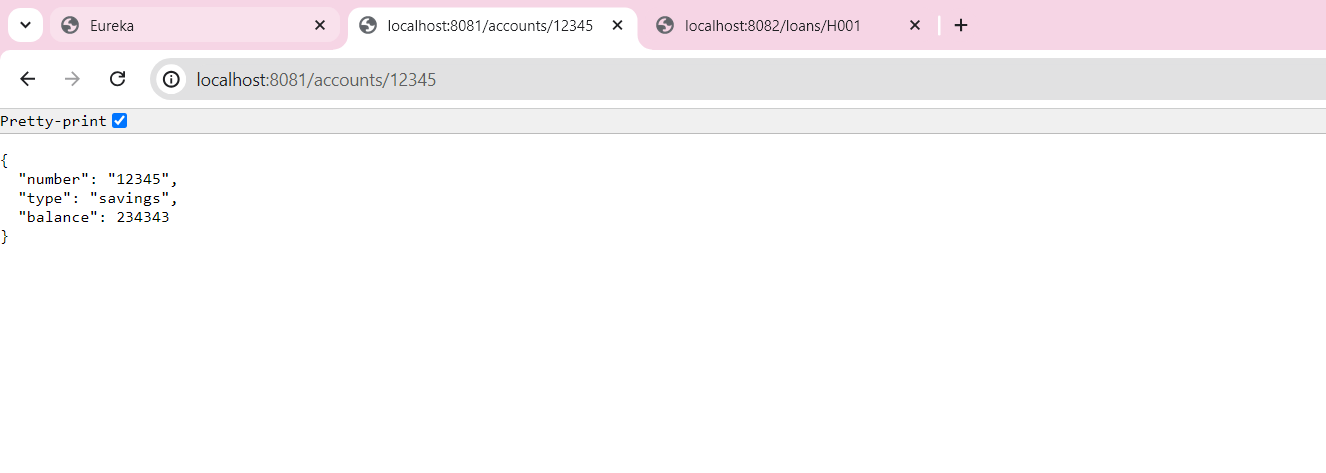 Eureka
localhost:8081/accounts/12345
localhost:8082/loans/H001
localhost:8081/accounts/12345
Pretty-print
{
  "number": "12345",
  "type": "savings",
  "balance": 234343
}